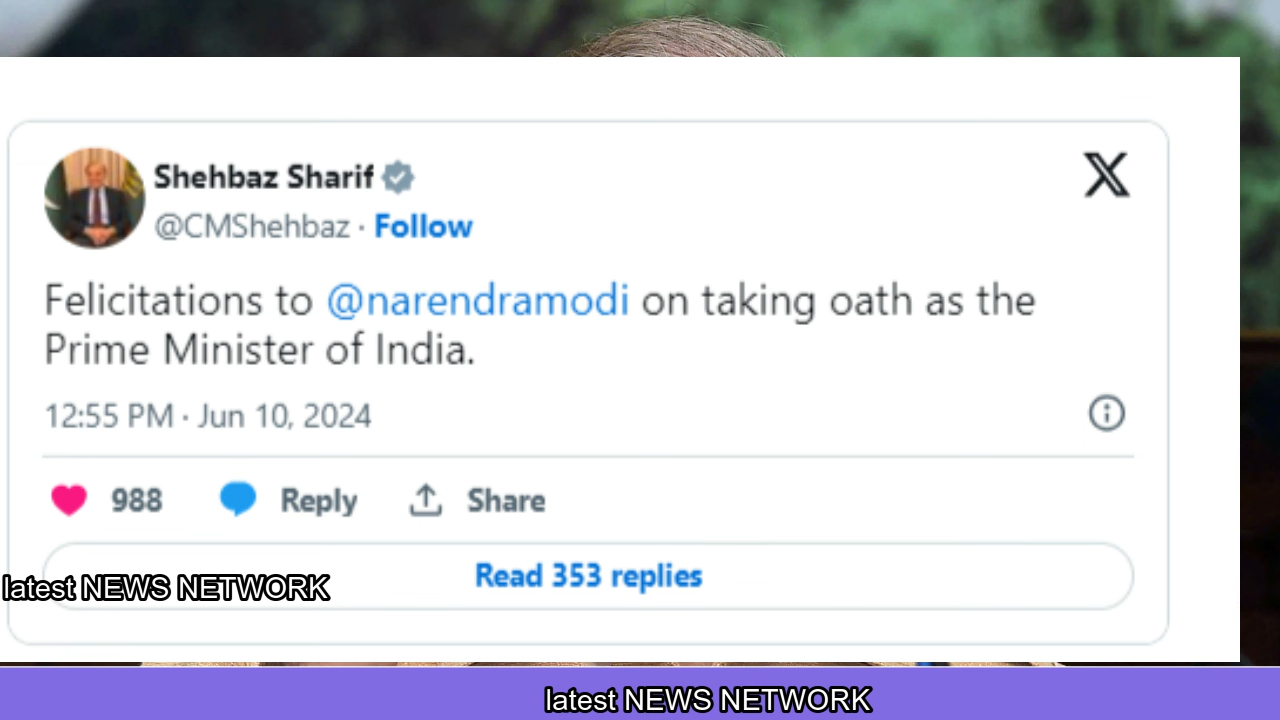 Shehbaz Sharif
@CMShehbaz · Follow
X
Felicitations to @narendramodi on taking oath as the
Prime Minister of India.
12:55 PM · Jun 10, 2024
988 Reply Share
Read 353 replies
latest NEWS NETWORK
latest NEWS NETWORK